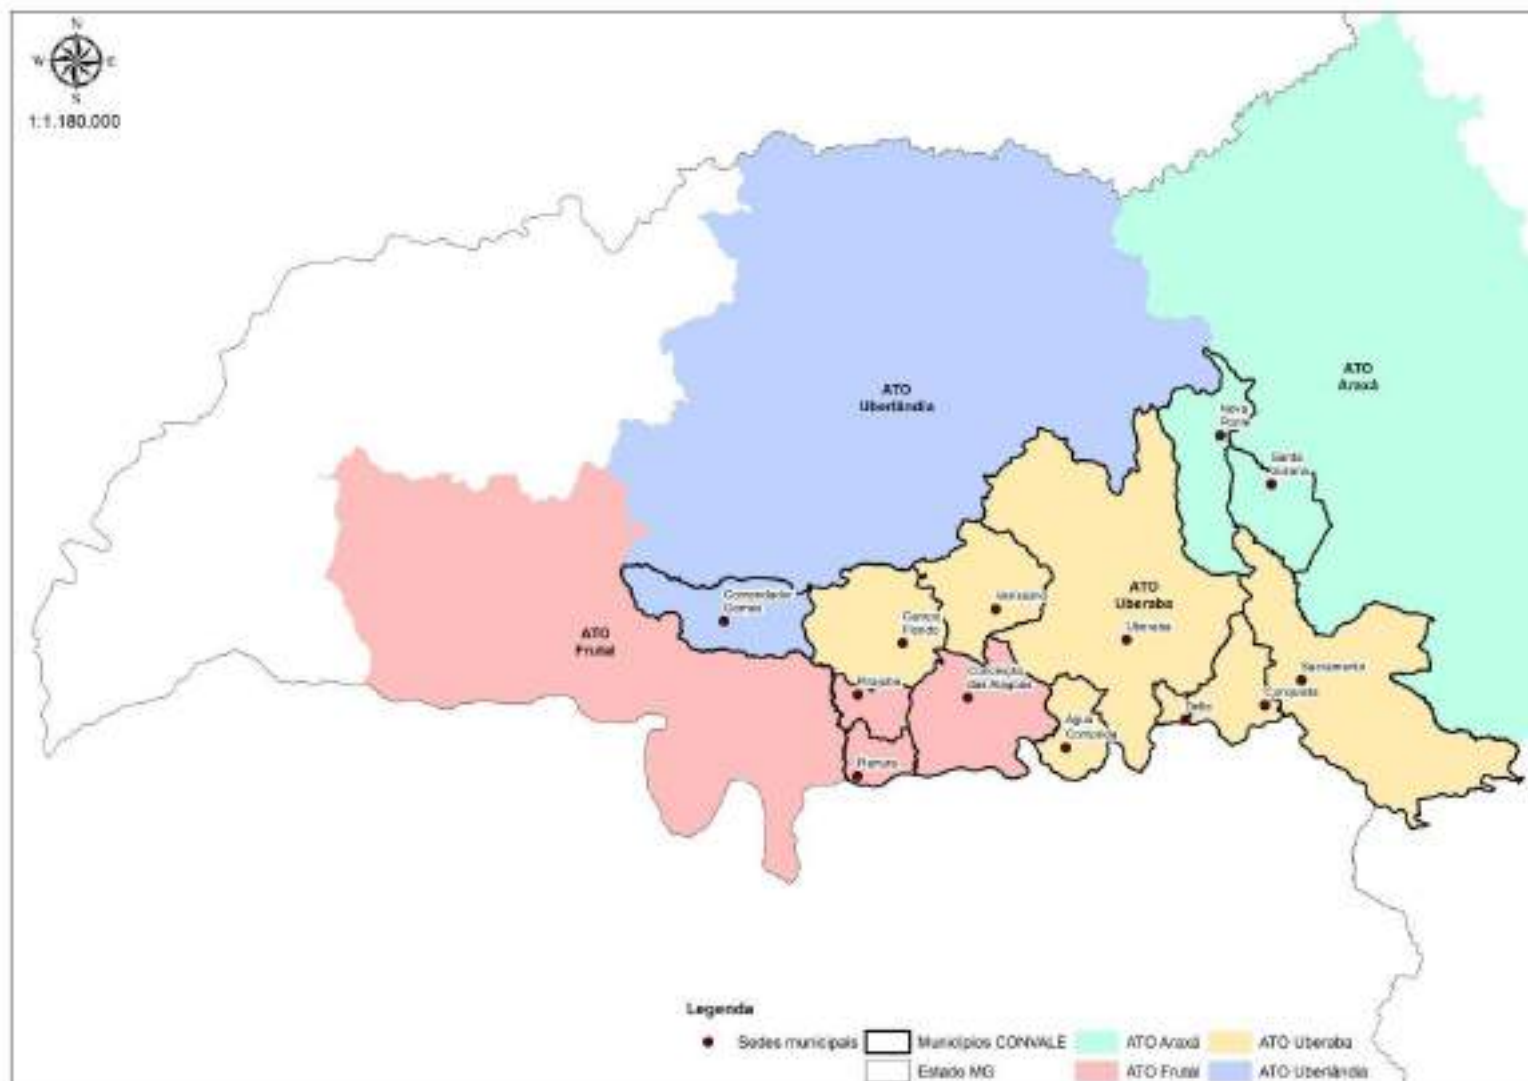 N
W E
S
1:1.180.000
ATO
Uberlândia
ATO
Araxá
Nova
Ponte
Santa
Juliana
ATO
Frutal
Comendador
Gomes
Campo
Florido
Veríssimo
ATO
Uberaba
Uberaba
Pirajuba
Conceição
das Alagoas
Água
Comprida
Delta
Conquista
Sacramento
Planura
Legenda
Sedes municipais
Municípios CONVALE
ATO Araxá
ATO Uberaba
Estado MG
ATO Frutal
ATO Uberlândia